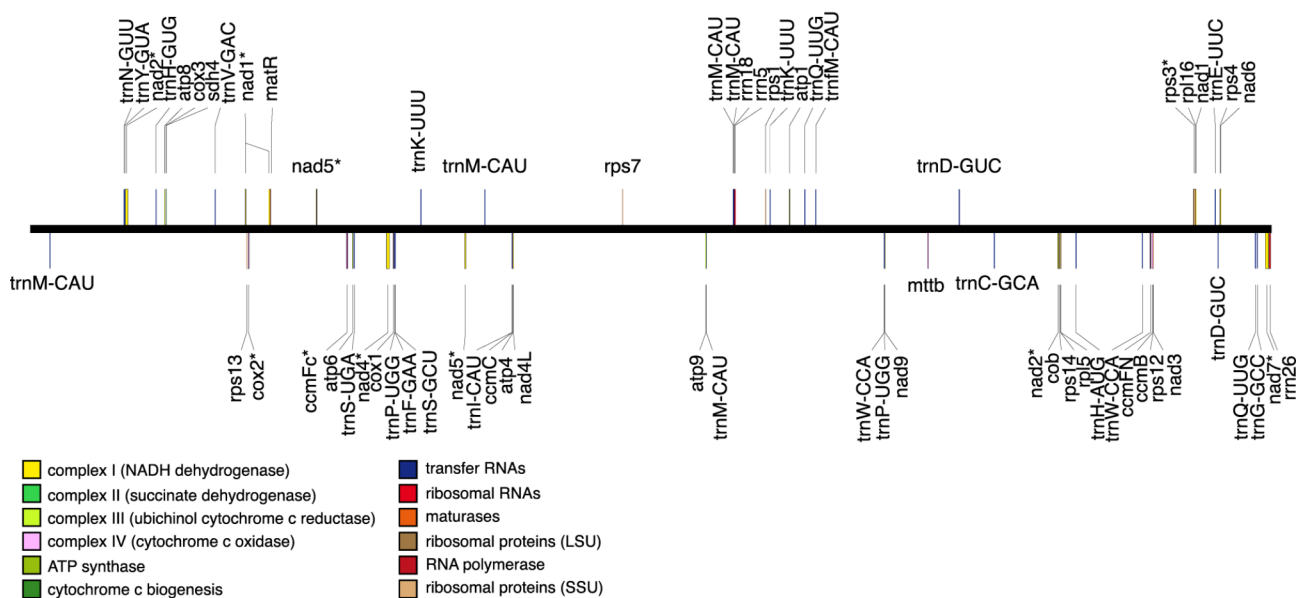 trnN-GUU
trnY-GUA
nad2*
trnH-GUG
atp8
cox3
sdh4
trnV-GAC
nad1*
matR
nad5*
trnK-UUU
trnM-CAU
rps7
trnM-CAU
trnM-CAU
rrn18
rrn5
rps1
trnK-UUU
atp1
trnQ-UUG
trnfM-CAU
trnD-GUC
rps3*
rpl16
nad1
trnE-UUC
rps4
nad6
trnM-CAU
rps13
cox2*
ccmFc*
atp6
trnS-UGA
nad4*
cox1
trnP-UGG
trnF-GAA
trnS-GCU
nad5*
trnI-CAU
ccmC
atp4
nad4L
atp9
trnM-CAU
trnW-CCA
trnP-UGG
nad9
mttb
trnC-GCA
nad2*
cob
rps14
rpl5
trnH-AUG
trnW-CCA
ccmFN
ccmB
rps12
nad3
trnD-GUC
trnQ-UUG
trnG-GCC
nad7*
rrn26
complex I (NADH dehydrogenase)
complex II (succinate dehydrogenase)
complex III (ubichinol cytochrome c reductase)
complex IV (cytochrome c oxidase)
ATP synthase
cytochrome c biogenesis
transfer RNAs
ribosomal RNAs
maturases
ribosomal proteins (LSU)
RNA polymerase
ribosomal proteins (SSU)